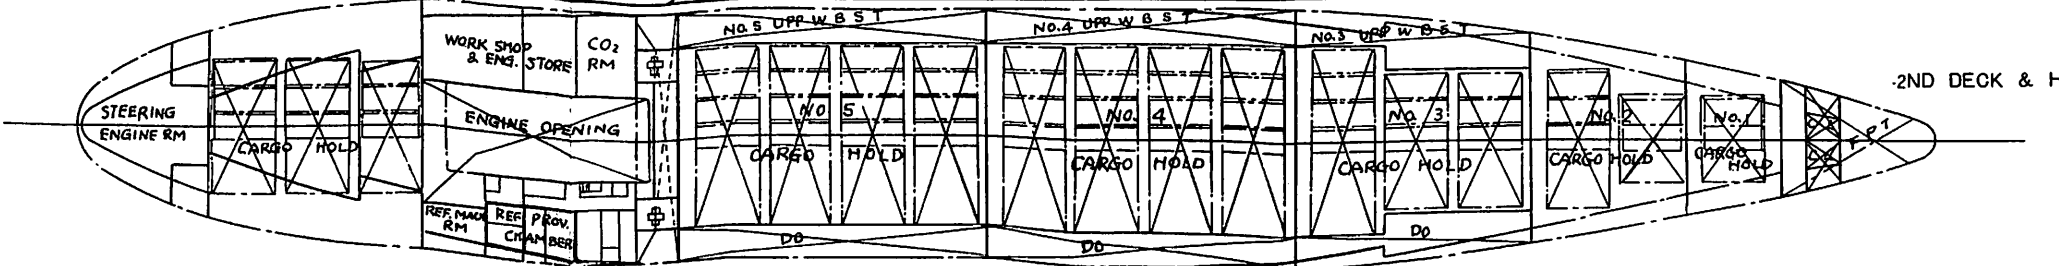 STEERING
ENGINE RM
CARGO HOLD
WORK SHOP
& ENG. STORE
CO2
RM
ENGINE OPENING
REF. MACH
RM
REF. PROV.
CHAMBER
NO.5 UPP W B S T
NO 5
CARGO HOLD
DO
NO.4 UPP W B S T
NO. 4
CARGO HOLD
DO
NO.3 UPP W B S T
NO. 3
CARGO HOLD
DO
NO.2
CARGO HOLD
NO.1
CARGO
HOLD
F P T
-2ND DECK & H